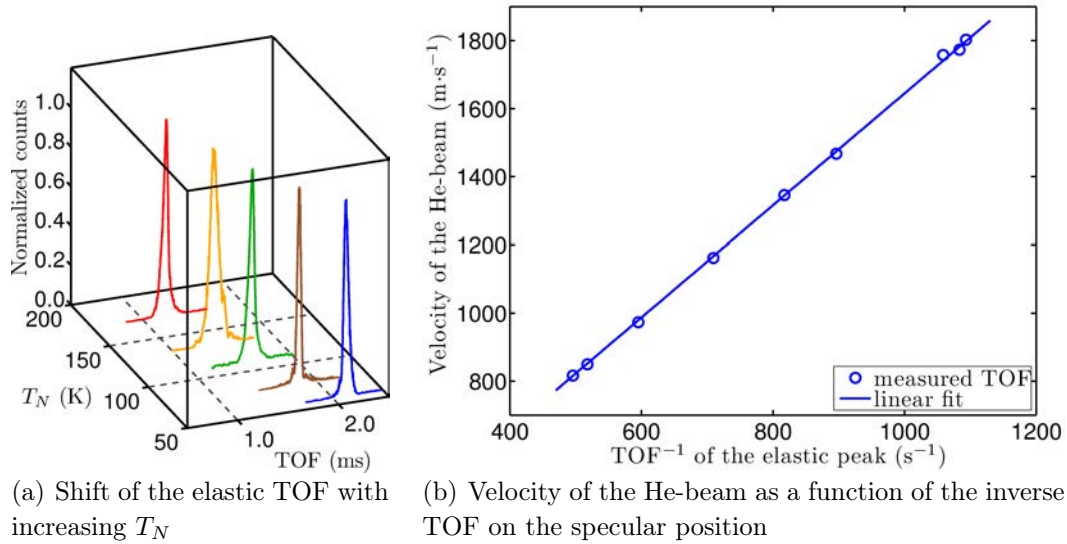 Normalized counts
1.0
0.8
0.6
0.4
0.2
0.0
200
150
100
50
T_N (K)
1.0
2.0
TOF (ms)
(a) Shift of the elastic TOF with
increasing T_N
Velocity of the He-beam (m·s⁻¹)
1800
1600
1400
1200
1000
800
400
600
800
1000
1200
TOF⁻¹ of the elastic peak (s⁻¹)
measured TOF
linear fit
(b) Velocity of the He-beam as a function of the inverse
TOF on the specular position